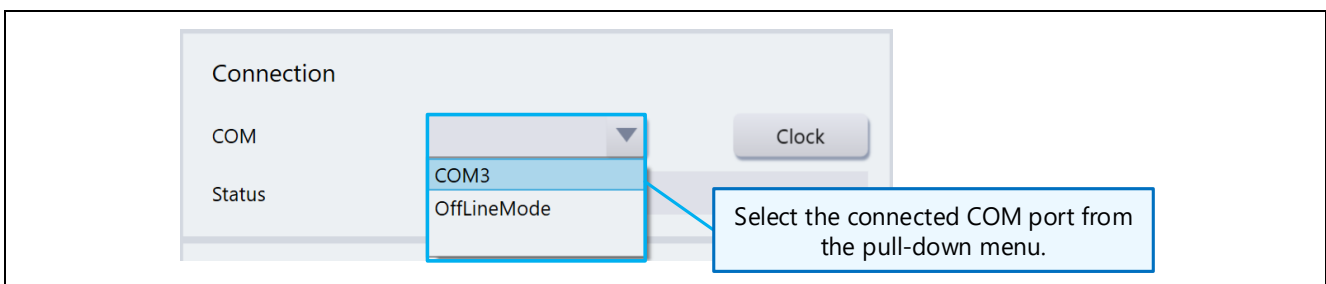 Connection
COM
Clock
COM3
Status
OffLineMode
Select the connected COM port from
the pull-down menu.